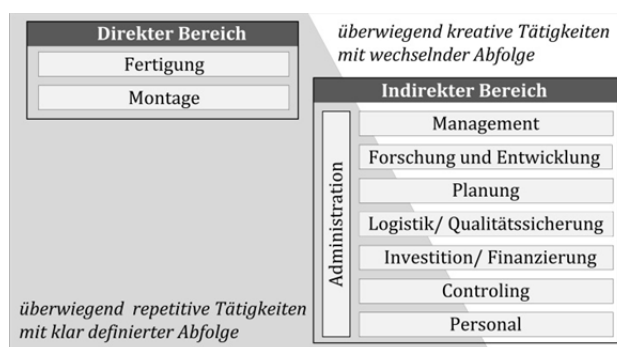 Direkter Bereich
Fertigung
Montage
überwiegend kreative Tätigkeiten
mit wechselnder Abfolge
Indirekter Bereich
Administration
Management
Forschung und Entwicklung
Planung
Logistik/ Qualitätssicherung
Investition/ Finanzierung
Controling
Personal
überwiegend repetitive Tätigkeiten
mit klar definierter Abfolge